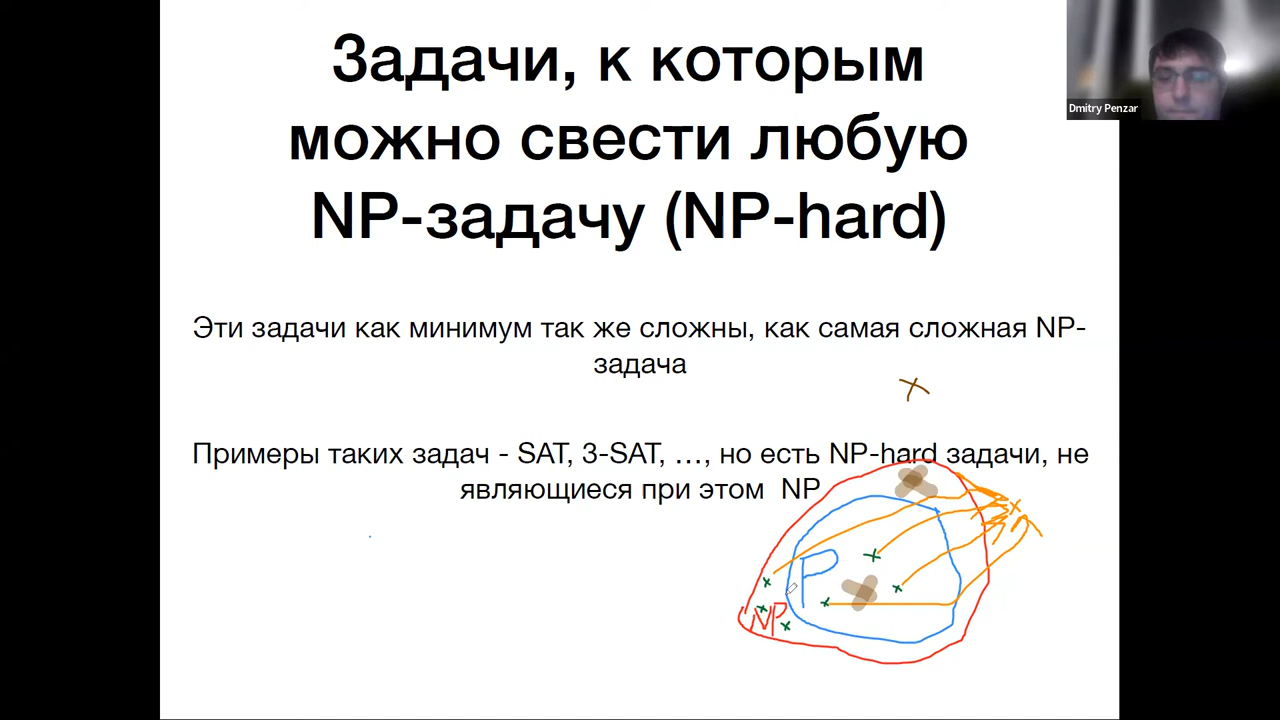 Задачи, к которым
можно свести любую
NP-задачу (NP-hard)
Dmitry Penzar
Эти задачи как минимум так же сложны, как самая сложная NP-
задача
Примеры таких задач - SAT, 3-SAT, …, но есть NP-hard задачи, не
являющиеся при этом NP
P
NP